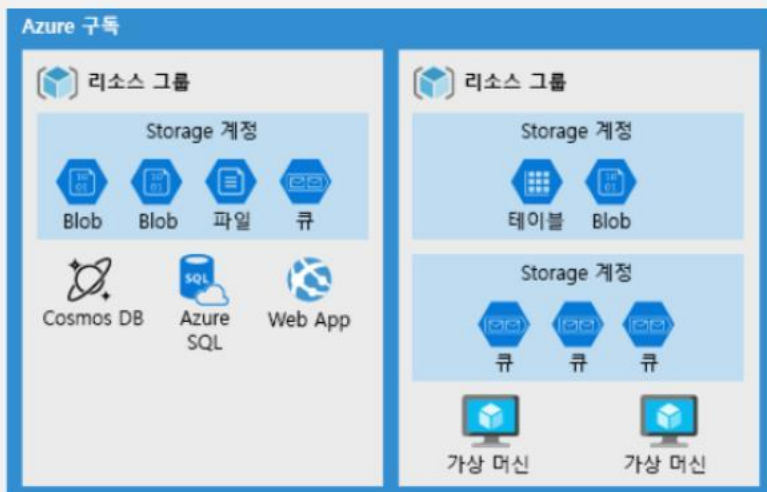 Azure 구독
리소스 그룹
Storage 계정
Blob Blob 파일 큐
Cosmos DB Azure SQL Web App
리소스 그룹
Storage 계정
테이블 Blob
Storage 계정
큐 큐 큐
가상 머신 가상 머신